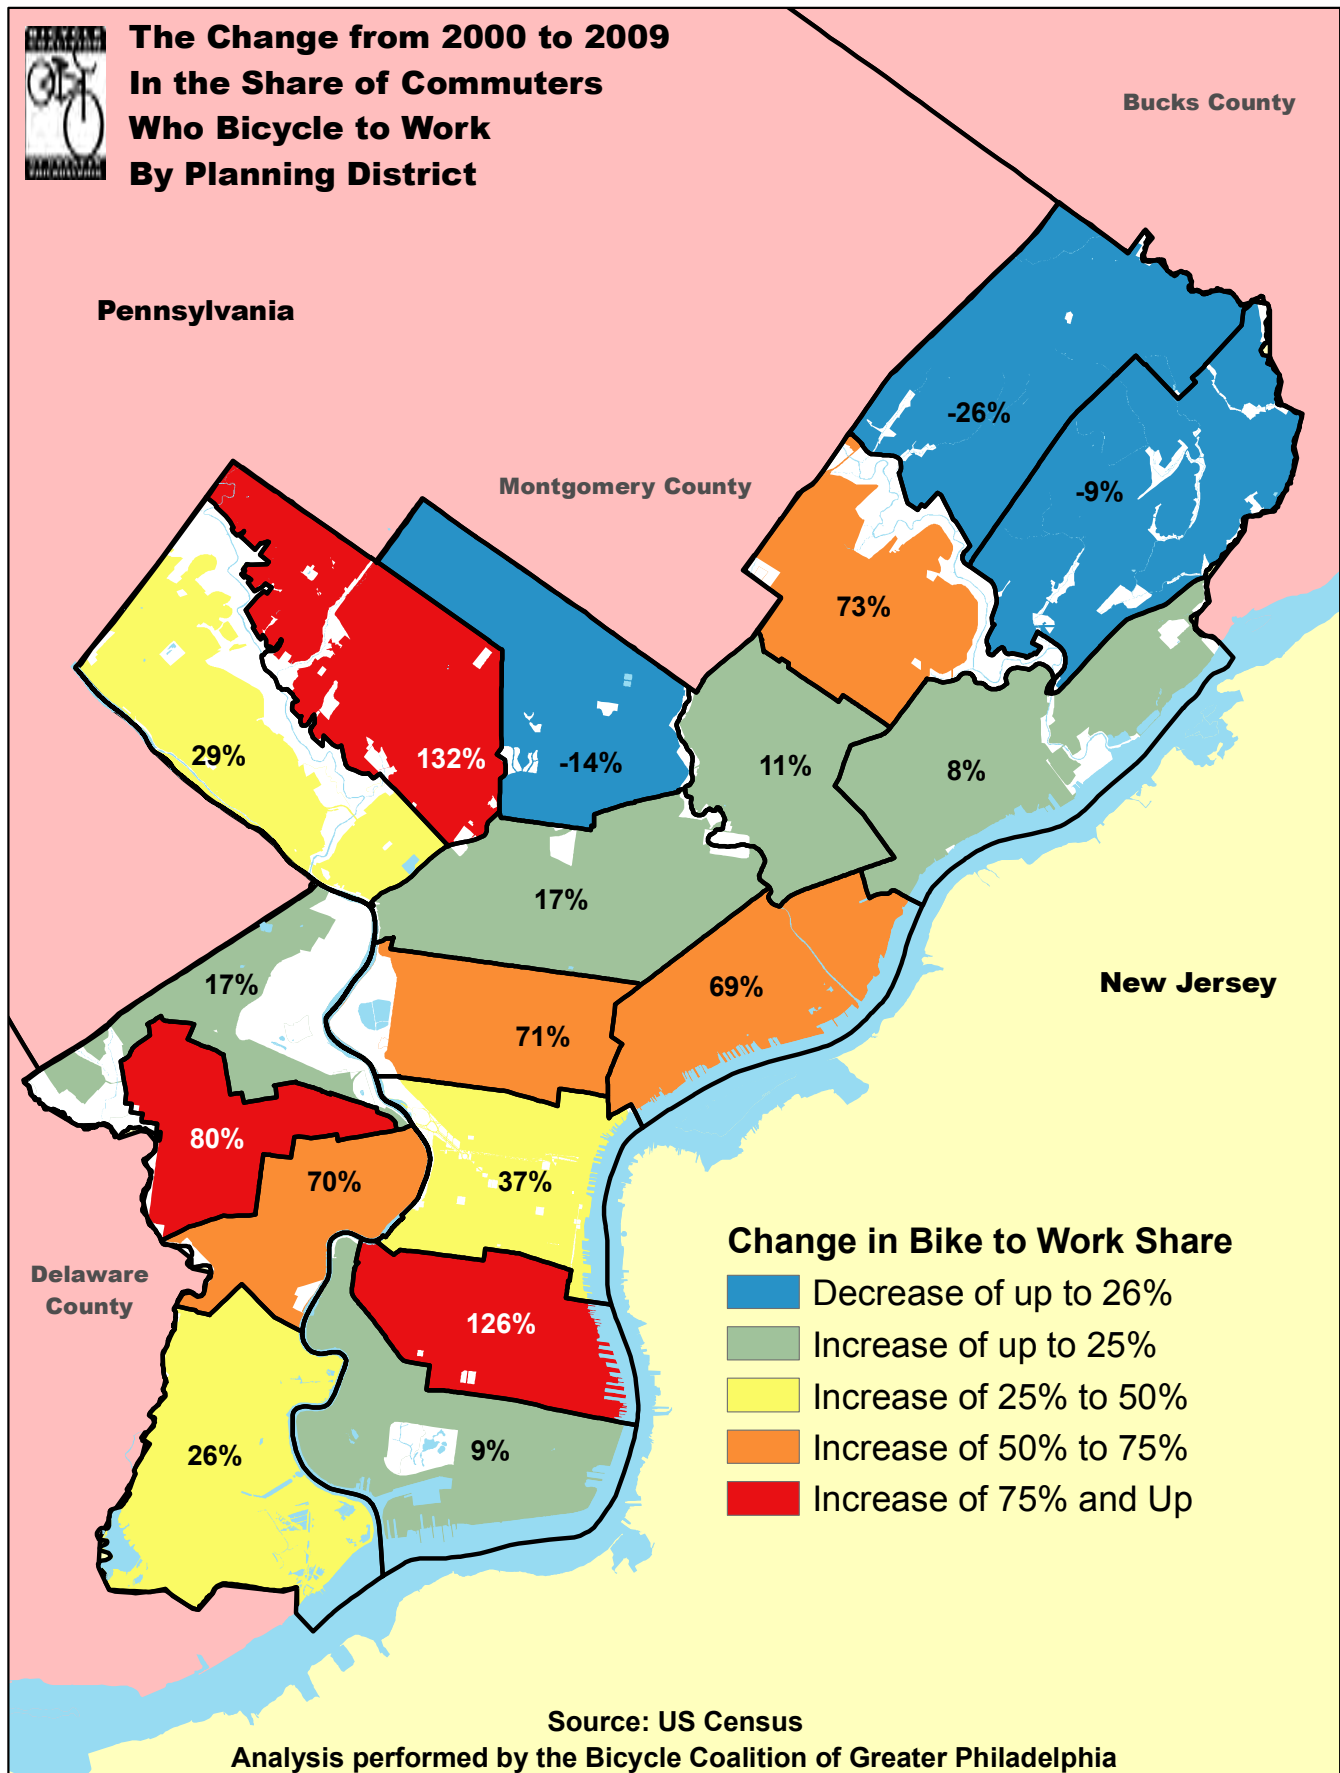 The Change from 2000 to 2009
In the Share of Commuters
Who Bicycle to Work
By Planning District
Bucks County
Pennsylvania
-26%
Montgomery County
-9%
73%
29%
132%
-14%
11%
8%
17%
17%
69%
New Jersey
71%
80%
70%
37%
Delaware
County
126%
26%
9%
Change in Bike to Work Share
Decrease of up to 26%
Increase of up to 25%
Increase of 25% to 50%
Increase of 50% to 75%
Increase of 75% and Up
Source: US Census
Analysis performed by the Bicycle Coalition of Greater Philadelphia